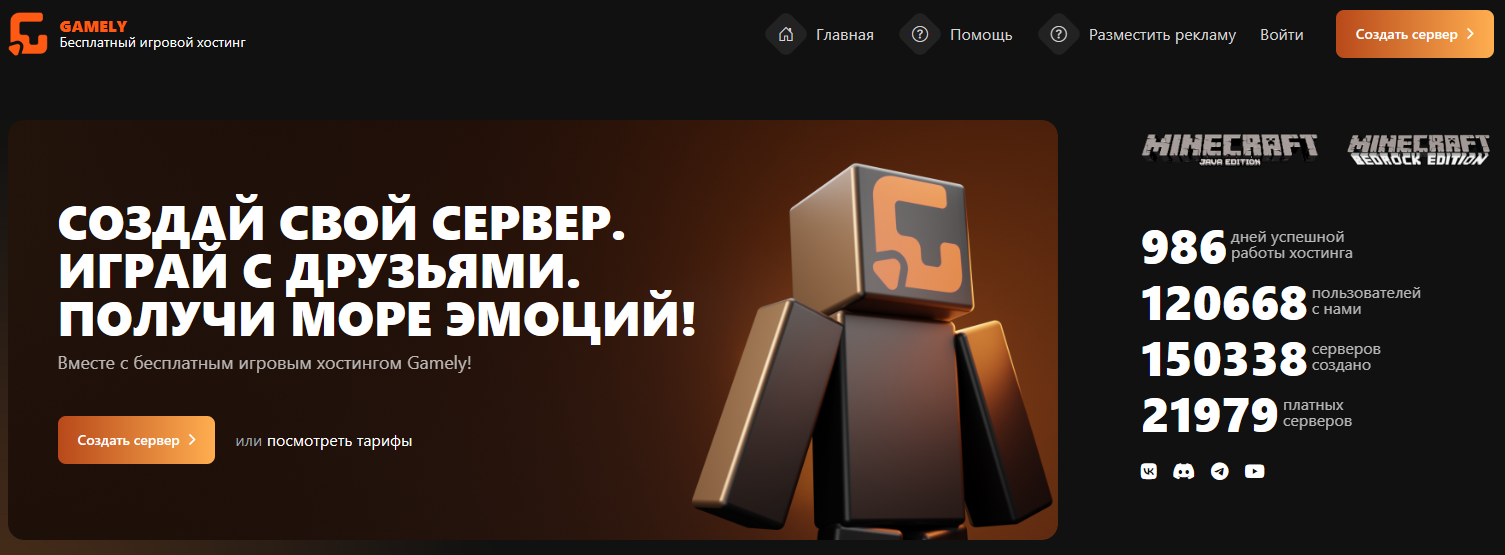 GAMELY
Бесплатный игровой хостинг
Главная
Помощь
Разместить рекламу
Войти
Создать сервер
СОЗДАЙ СВОЙ СЕРВЕР.
ИГРАЙ С ДРУЗЬЯМИ.
ПОЛУЧИ МОРЕ ЭМОЦИЙ!
Вместе с бесплатным игровым хостингом Gamely!
Создать сервер
или посмотреть тарифы
MINECRAFT
JAVA EDITION
MINECRAFT
BEDROCK EDITION
986 дней успешной
работы хостинга
120668 пользователей
с нами
150338 серверов
создано
21979 платных
серверов